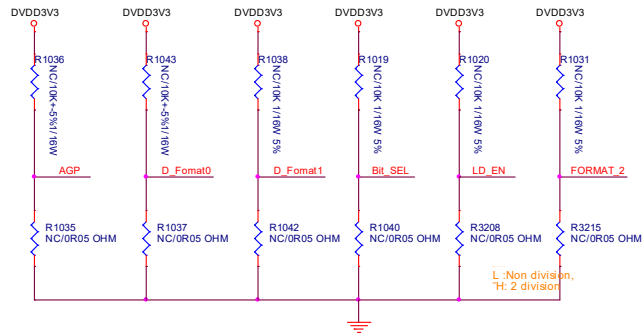 DVDD3V3 DVDD3V3 DVDD3V3 DVDD3V3 DVDD3V3 DVDD3V3
R1036 R1043 R1038 R1019 R1020 R1031
NC/10K+-5%1/16W
NC/10K+-5%1/16W
NC/10K 1/16W 5%
NC/10K 1/16W 5%
NC/10K 1/16W 5%
NC/10K 1/16W 5%
AGP D_Fomat0 D_Fomat1 Bit_SEL LD_EN FORMAT_2
R1035 R1037 R1042 R1040 R3208 R3215
NC/0R05 OHM NC/0R05 OHM NC/0R05 OHM NC/0R05 OHM NC/0R05 OHM NC/0R05 OHM
L :Non division,
H: 2 division